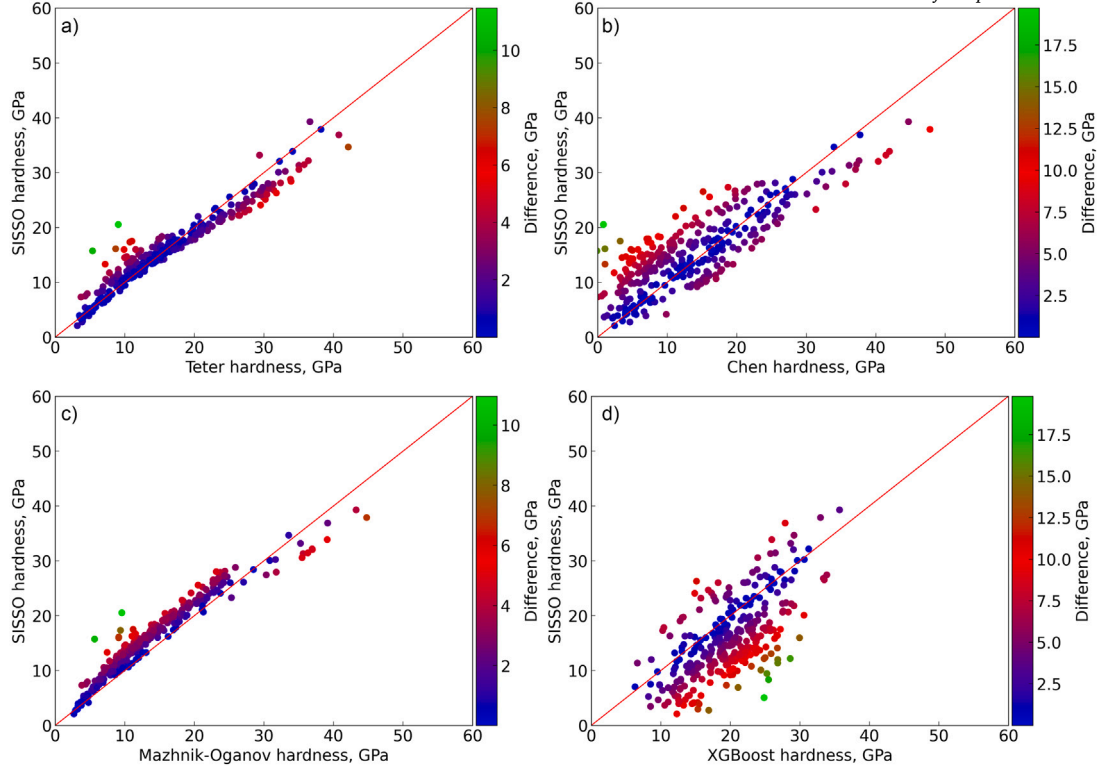 a)
60
50
40
30
20
10
0
SISSO hardness, GPa
0 10 20 30 40 50 60
Teter hardness, GPa
10
8
6
4
2
Difference, GPa
b)
60
50
40
30
20
10
0
SISSO hardness, GPa
0 10 20 30 40 50 60
Chen hardness, GPa
17.5
15.0
12.5
10.0
7.5
5.0
2.5
Difference, GPa
c)
60
50
40
30
20
10
0
SISSO hardness, GPa
0 10 20 30 40 50 60
Mazhnik-Oganov hardness, GPa
10
8
6
4
2
Difference, GPa
d)
60
50
40
30
20
10
0
SISSO hardness, GPa
0 10 20 30 40 50 60
XGBoost hardness, GPa
17.5
15.0
12.5
10.0
7.5
5.0
2.5
Difference, GPa